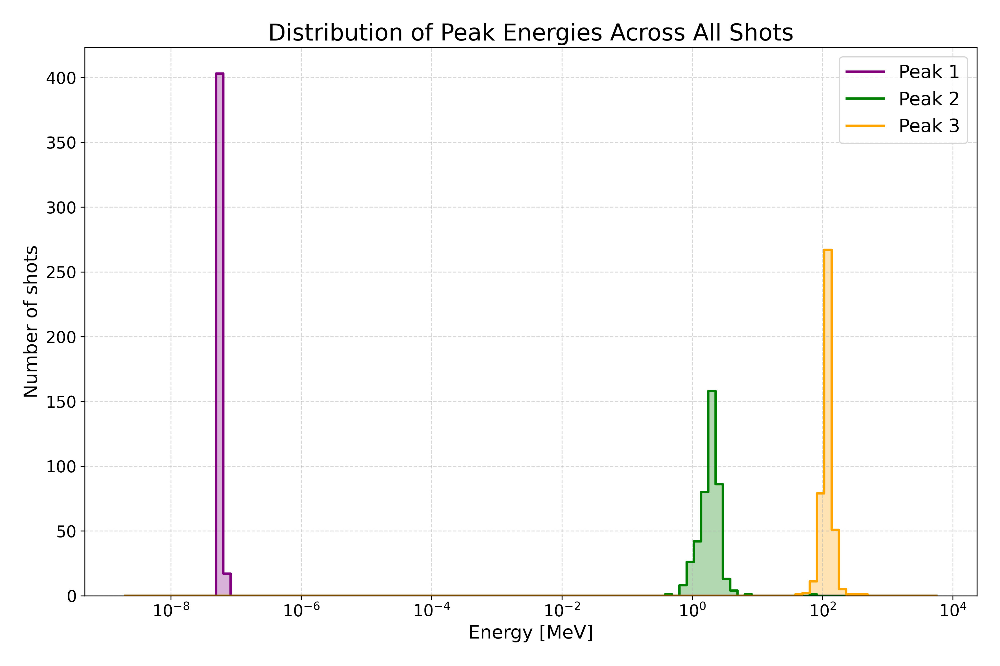 Distribution of Peak Energies Across All Shots
Peak 1
Peak 2
Peak 3
Number of shots
400
350
300
250
200
150
100
50
0
10⁻⁸ 10⁻⁶ 10⁻⁴ 10⁻² 10⁰ 10² 10⁴
Energy [MeV]